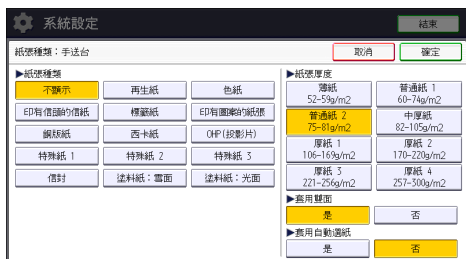 系統設定
結束
紙張種類：手送台
取消
確定
▶紙張種類
不顯示 再生紙 色紙
印有信頭的信紙 標籤紙 印有圖案的紙張
銅版紙 西卡紙 OHP(投影片)
特殊紙 1 特殊紙 2 特殊紙 3
信封 塗料紙：雪面 塗料紙：光面
▶紙張厚度
薄紙 普通紙 1
52-59g/m2 60-74g/m2
普通紙 2 中厚紙
75-81g/m2 82-105g/m2
厚紙 1 厚紙 2
106-169g/m2 170-220g/m2
厚紙 3 厚紙 4
221-256g/m2 257-300g/m2
▶套用雙面
是 否
▶套用自動選紙
是 否